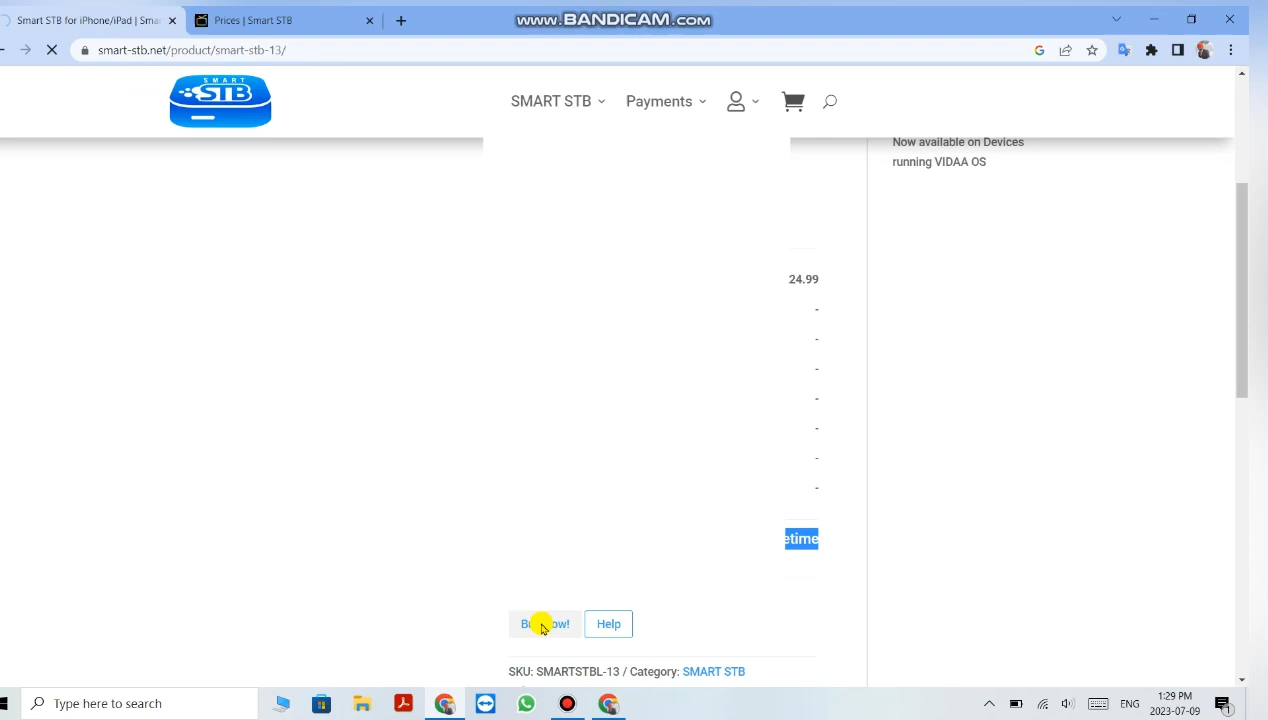 Smart STB for iPhone/iPad | Sma
Prices | Smart STB
www.BANDICAM.com
smart-stb.net/product/smart-stb-13/
SMART
STB
SMART STB
Payments
Now available on Devices
running VIDAA OS
24.99
-
-
-
-
-
-
-
etime
Help
SKU: SMARTSTBL-13 / Category: SMART STB
Type here to search
ENG
1:29 PM
2023-07-09
1